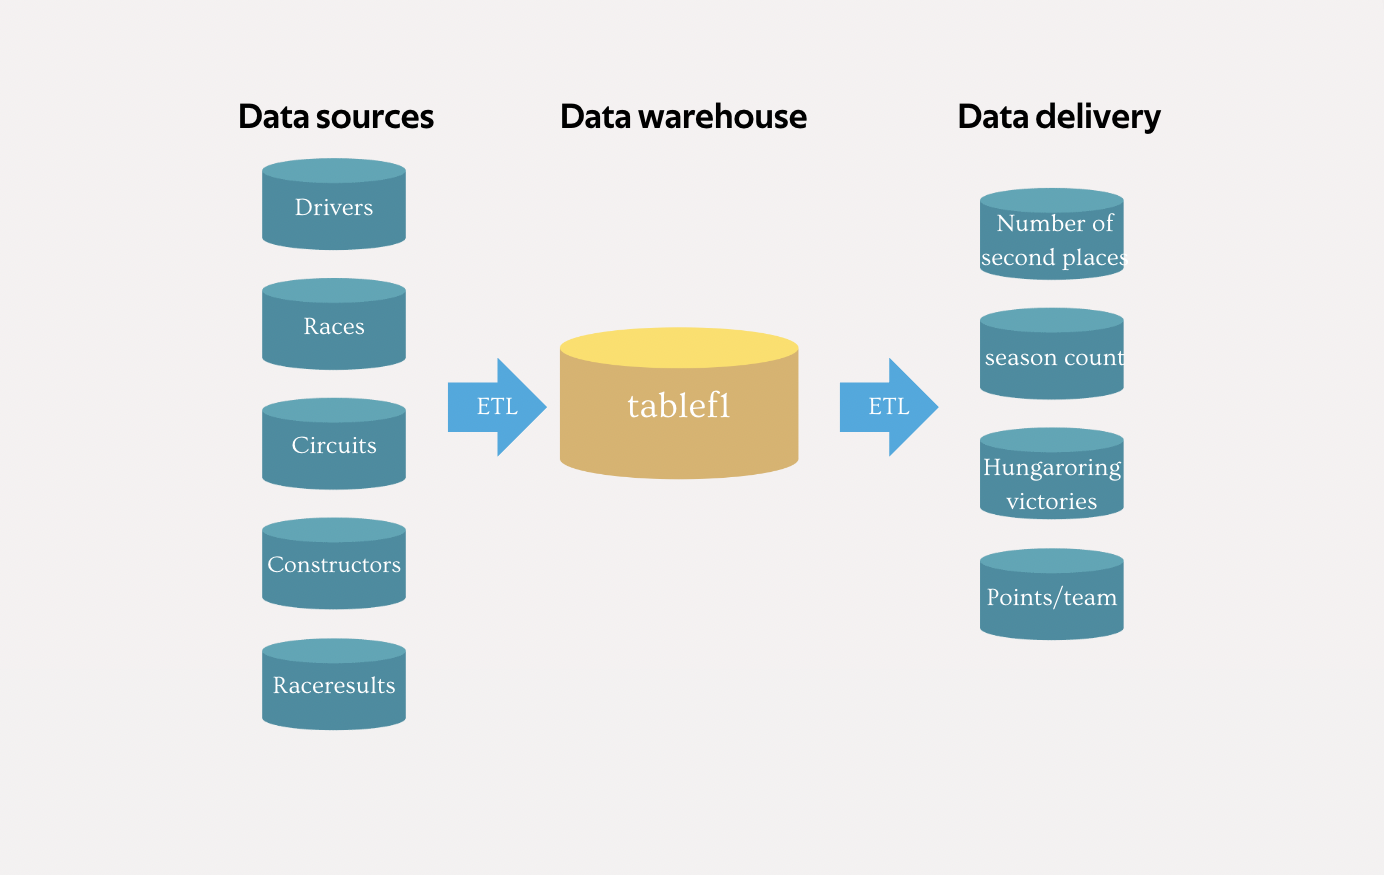 Data sources
Drivers
Races
Circuits
Constructors
Raceresults
ETL
Data warehouse
tablef1
ETL
Data delivery
Number of
second places
season count
Hungaroring
victories
Points/team